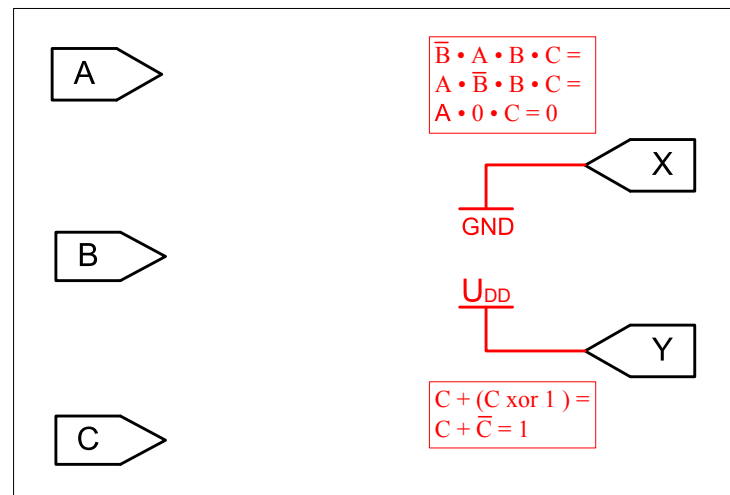 A
B̅ • A • B • C =
A • B̅ • B • C =
A • 0 • C = 0
X
GND
B
UDD
Y
C + (C xor 1 ) =
C + C̅ = 1
C